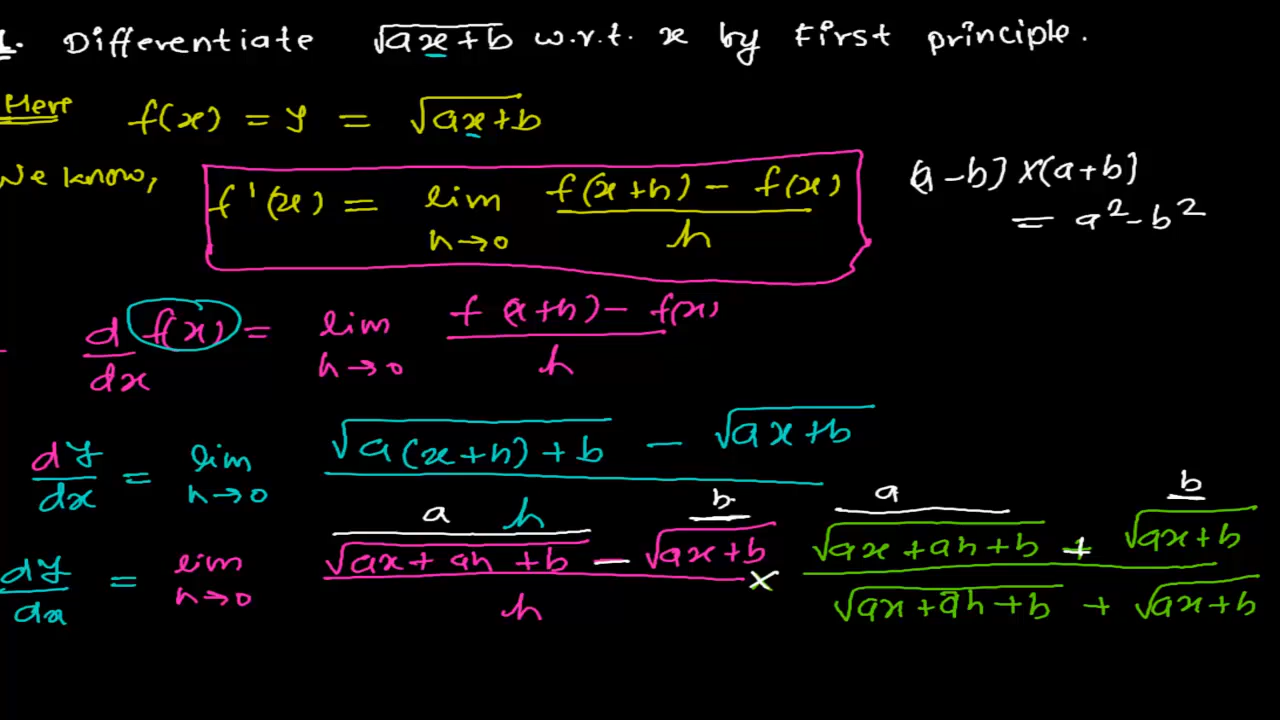 1. Differentiate √(ax+b) w.r.t. x by First principle.
Here f(x) = y = √(ax+b)
We know, f'(x) = lim h→0 (f(x+h) - f(x))/h
(a-b) x (a+b)
= a² - b²
d/dx f(x) = lim h→0 (f(x+h) - f(x))/h
dy/dx = lim h→0 (√(a(x+h)+b) - √(ax+b))/h
a b a b
dy/dx = lim h→0 (√(ax+ah+b) - √(ax+b))/h × (√(ax+ah+b) + √(ax+b))/(√(ax+ah+b) + √(ax+b))